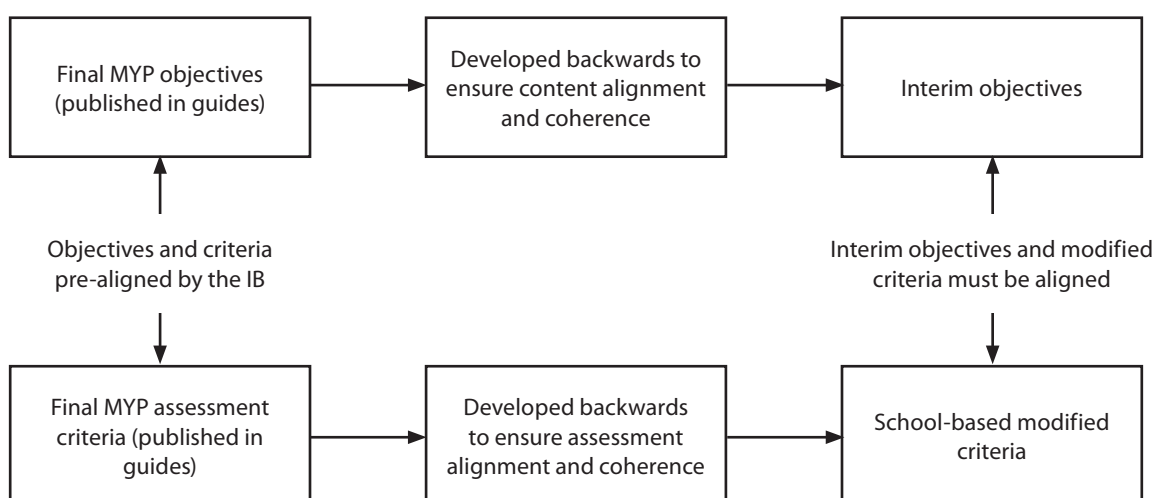 Final MYP objectives
(published in guides)
Developed backwards to
ensure content alignment
and coherence
Interim objectives
Objectives and criteria
pre-aligned by the IB
Interim objectives and modified
criteria must be aligned
Final MYP assessment
criteria (published in
guides)
Developed backwards
to ensure assessment
alignment and coherence
School-based modified
criteria